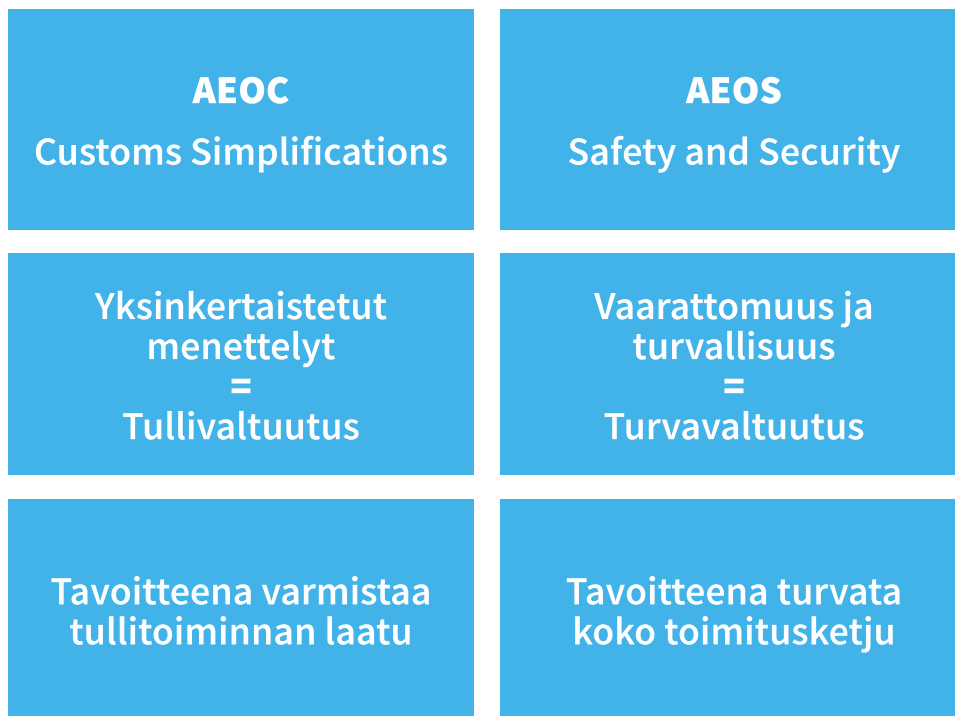 AEOC
Customs Simplifications
AEOS
Safety and Security
Yksinkertaistetut
menettelyt
=
Tullivaltuutus
Vaarattomuus ja
turvallisuus
=
Turvavaltuutus
Tavoitteena varmistaa
tullitoiminnan laatu
Tavoitteena turvata
koko toimitusketju